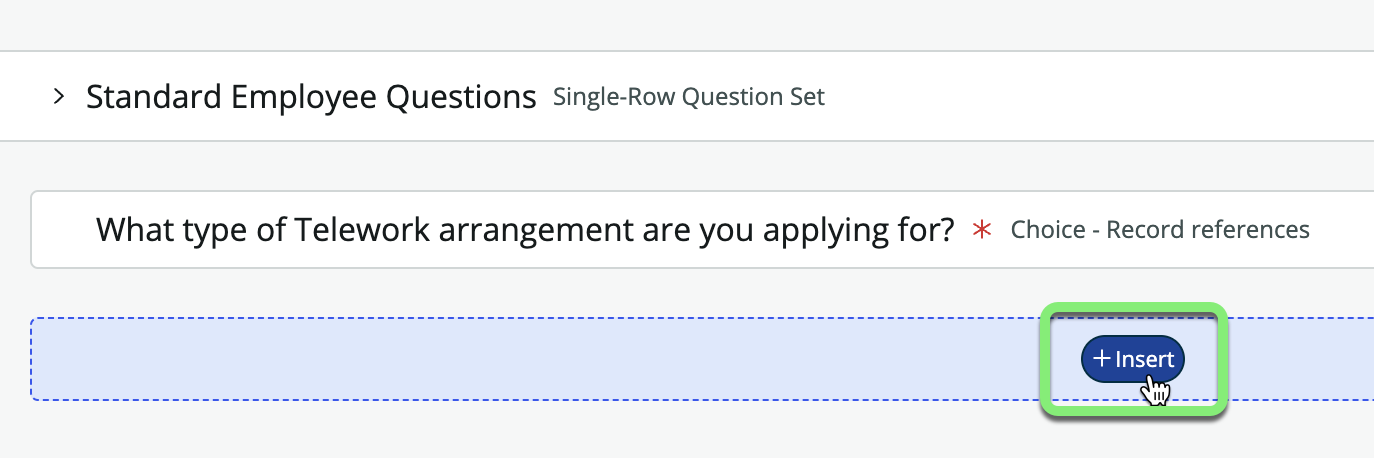 Standard Employee Questions Single-Row Question Set
What type of Telework arrangement are you applying for? * Choice - Record references
+ Insert